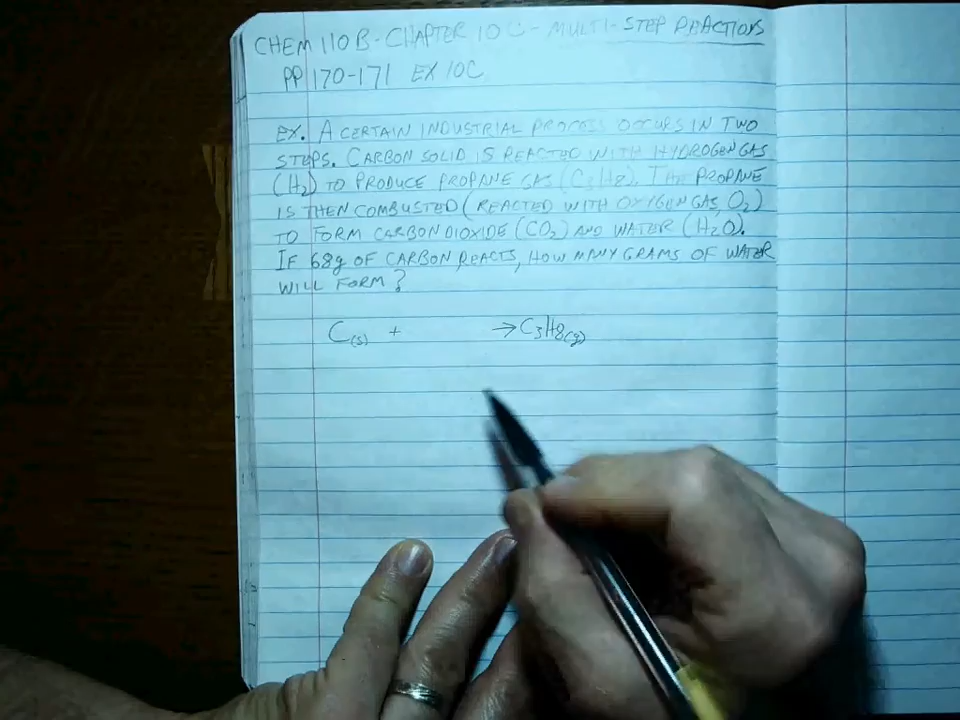 CHEM 110B - CHAPTER 10C - MULTI-STEP REACTIONS
PP 170-171 EX 10C
EX. A CERTAIN INDUSTRIAL PROCESS OCCURS IN TWO
STEPS. CARBON SOLID IS REACTED WITH HYDROGEN GAS
(H₂) TO PRODUCE PROPANE GAS (C₃H₈). THE PROPANE
IS THEN COMBUSTED (REACTED WITH OXYGEN GAS, O₂)
TO FORM CARBON DIOXIDE (CO₂) AND WATER (H₂O).
IF 68g OF CARBON REACTS, HOW MANY GRAMS OF WATER
WILL FORM?
C(s) + → C₃H₈(g)